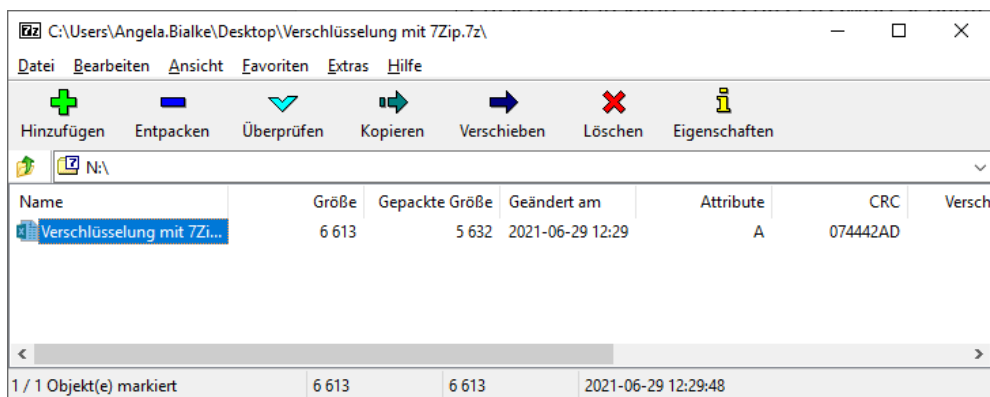 C:\Users\Angela.Bialke\Desktop\Verschlüsselung mit 7Zip.7z\
Datei Bearbeiten Ansicht Favoriten Extras Hilfe
Hinzufügen Entpacken Überprüfen Kopieren Verschieben Löschen Eigenschaften
N:\
Name Größe Gepackte Größe Geändert am Attribute CRC Versch
Verschlüsselung mit 7Zi... 6 613 5 632 2021-06-29 12:29 A 074442AD
1 / 1 Objekt(e) markiert 6 613 6 613 2021-06-29 12:29:48